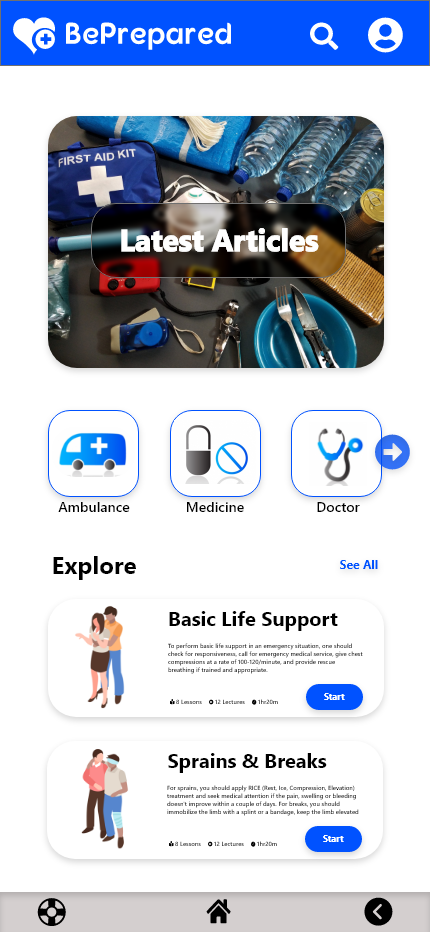 BePrepared
FIRST AID KIT
Latest Articles
Ambulance
Medicine
Doctor
Explore
See All
Basic Life Support
To perform basic life support in an emergency situation, one should
check for responsiveness, call for emergency medical service, give chest
compressions at a rate of 100-120/minute, and provide rescue
breathing if trained and appropriate.
8 Lessons
12 Lectures
1hr20m
Start
Sprains & Breaks
For sprains, you should apply RICE (Rest, Ice, Compression, Elevation)
treatment and seek medical attention if the pain, swelling or bleeding
doesn't improve within a couple of days. For breaks, you should
immobilize the limb with a splint or a bandage, keep the limb elevated
8 Lessons
12 Lectures
1hr20m
Start